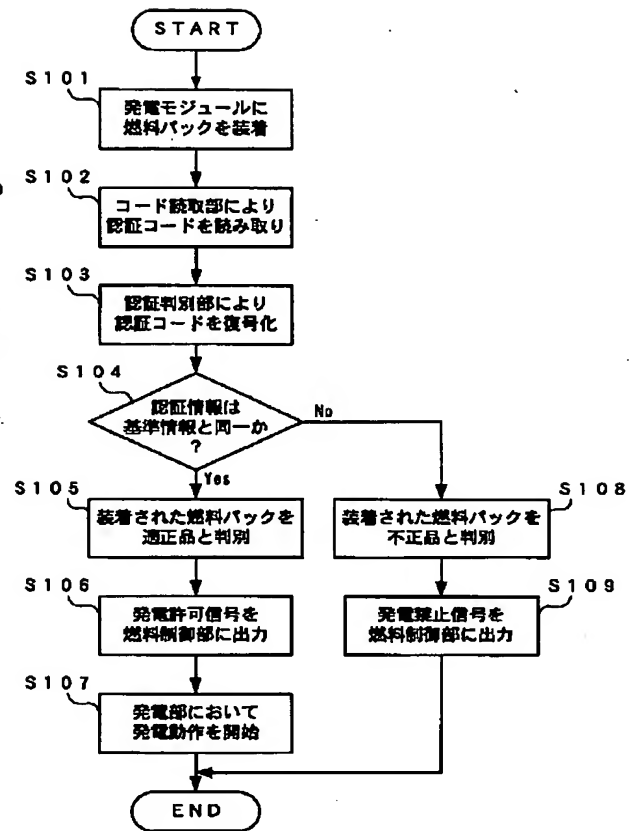 START
S101
発電モジュールに
燃料パックを装着
S102
コード読取部により
認証コードを読み取り
S103
認証判別部により
認証コードを復号化
S104
認証情報は
基準情報と同一か
?
No
Yes
S105
装着された燃料パックを
適正品と判別
S108
装着された燃料パックを
不正品と判別
S106
発電許可信号を
燃料制御部に出力
S109
発電禁止信号を
燃料制御部に出力
S107
発電部において
発電動作を開始
END